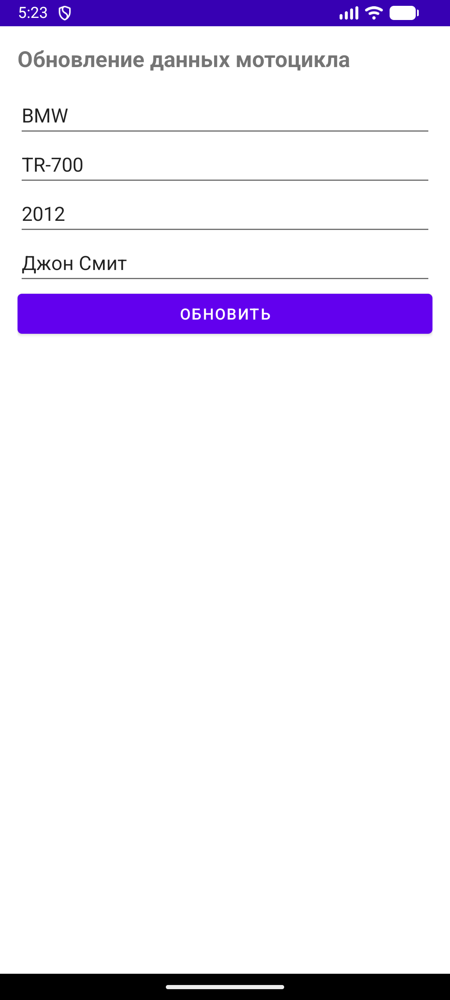 5:23
Обновление данных мотоцикла
BMW
TR-700
2012
Джон Смит
ОБНОВИТЬ